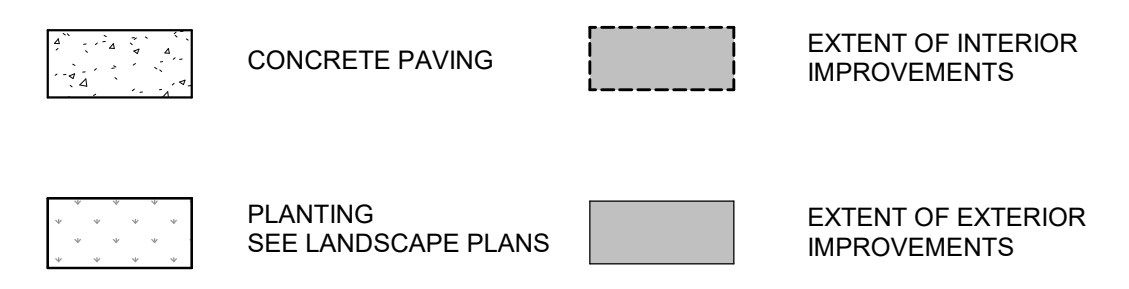 CONCRETE PAVING
EXTENT OF INTERIOR
IMPROVEMENTS
PLANTING
SEE LANDSCAPE PLANS
EXTENT OF EXTERIOR
IMPROVEMENTS